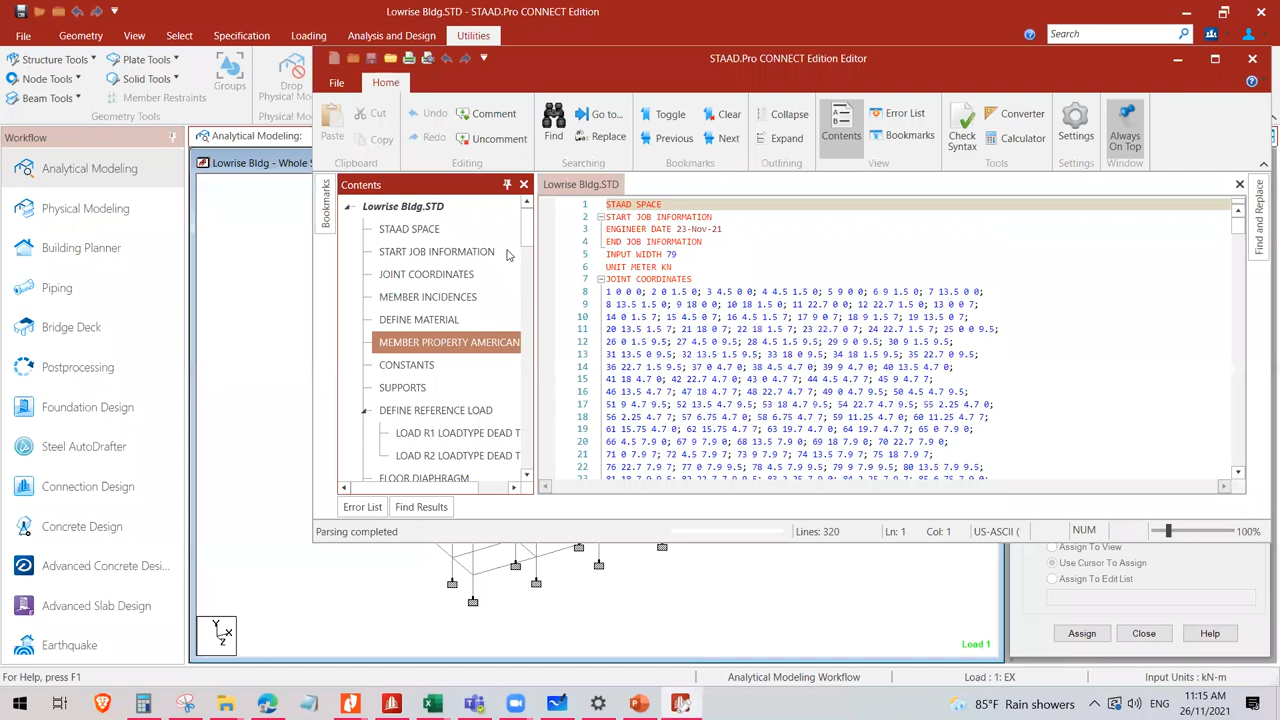 Lowrise Bldg.STD - STAAD.Pro CONNECT Edition
File Geometry View Select Specification Loading Analysis and Design Utilities
Search
Structure Tools
Node Tools
Beam Tools
Plate Tools
Solid Tools
Member Restraints
Groups
Drop
Physical M
Geometry Tools
Physical Mo
STAAD.Pro CONNECT Edition Editor
File Home
Paste
Cut
Copy
Clipboard
Undo
Redo
Comment
Uncomment
Editing
Find
Go to...
Replace
Searching
Toggle
Previous
Clear
Next
Bookmarks
Collapse
Expand
Outlining
Contents
Error List
Bookmarks
View
Check
Syntax
Converter
Calculator
Tools
Settings
Settings
Always
On Top
Window
Workflow
Analytical Modeling
Physical Modeling
Building Planner
Piping
Bridge Deck
Postprocessing
Foundation Design
Steel AutoDrafter
Connection Design
Concrete Design
Advanced Concrete Desi...
Advanced Slab Design
Earthquake
Analytical Modeling:
Lowrise Bldg - Whole S
Bookmarks
Contents
Lowrise Bldg.STD
STAAD SPACE
START JOB INFORMATION
JOINT COORDINATES
MEMBER INCIDENCES
DEFINE MATERIAL
MEMBER PROPERTY AMERICAN
CONSTANTS
SUPPORTS
DEFINE REFERENCE LOAD
LOAD R1 LOADTYPE DEAD T
LOAD R2 LOADTYPE DEAD T
FLOOR DIAPHRAGM
Error List Find Results
Lowrise Bldg.STD
Find and Replace
1 STAAD SPACE
2 START JOB INFORMATION
3 ENGINEER DATE 23-Nov-21
4 END JOB INFORMATION
5 INPUT WIDTH 79
6 UNIT METER KN
7 JOINT COORDINATES
8 1 0 0 0; 2 0 1.5 0; 3 4.5 0 0; 4 4.5 1.5 0; 5 9 0 0; 6 9 1.5 0; 7 13.5 0 0;
9 8 13.5 1.5 0; 9 18 0 0; 10 18 1.5 0; 11 22.7 0 0; 12 22.7 1.5 0; 13 0 0 7;
10 14 0 1.5 7; 15 4.5 0 7; 16 4.5 1.5 7; 17 9 0 7; 18 9 1.5 7; 19 13.5 0 7;
11 20 13.5 1.5 7; 21 18 0 7; 22 18 1.5 7; 23 22.7 0 7; 24 22.7 1.5 7; 25 0 0 9.5;
12 26 0 1.5 9.5; 27 4.5 0 9.5; 28 4.5 1.5 9.5; 29 9 0 9.5; 30 9 1.5 9.5;
13 31 13.5 0 9.5; 32 13.5 1.5 9.5; 33 18 0 9.5; 34 18 1.5 9.5; 35 22.7 0 9.5;
14 36 22.7 1.5 9.5; 37 0 4.7 0; 38 4.5 4.7 0; 39 9 4.7 0; 40 13.5 4.7 0;
15 41 18 4.7 0; 42 22.7 4.7 0; 43 0 4.7 7; 44 4.5 4.7 7; 45 9 4.7 7;
16 46 13.5 4.7 7; 47 18 4.7 7; 48 22.7 4.7 7; 49 0 4.7 9.5; 50 4.5 4.7 9.5;
17 51 9 4.7 9.5; 52 13.5 4.7 9.5; 53 18 4.7 9.5; 54 22.7 4.7 9.5; 55 2.25 4.7 0;
18 56 2.25 4.7 7; 57 6.75 4.7 0; 58 6.75 4.7 7; 59 11.25 4.7 0; 60 11.25 4.7 7;
19 61 15.75 4.7 0; 62 15.75 4.7 7; 63 19.7 4.7 0; 64 19.7 4.7 7; 65 0 7.9 0;
20 66 4.5 7.9 0; 67 9 7.9 0; 68 13.5 7.9 0; 69 18 7.9 0; 70 22.7 7.9 0;
21 71 0 7.9 7; 72 4.5 7.9 7; 73 9 7.9 7; 74 13.5 7.9 7; 75 18 7.9 7;
22 76 22.7 7.9 7; 77 0 7.9 9.5; 78 4.5 7.9 9.5; 79 9 7.9 9.5; 80 13.5 7.9 9.5;
Parsing completed Lines: 320 Ln: 1 Col: 1 US-ASCII ( NUM 100%
Assign To View
Use Cursor To Assign
Assign To Edit List
Assign Close Help
Y
X
Z
Load 1
For Help, press F1 Analytical Modeling Workflow Load : 1: EX Input Units : kN-m
85°F Rain showers ENG
11:15 AM
26/11/2021